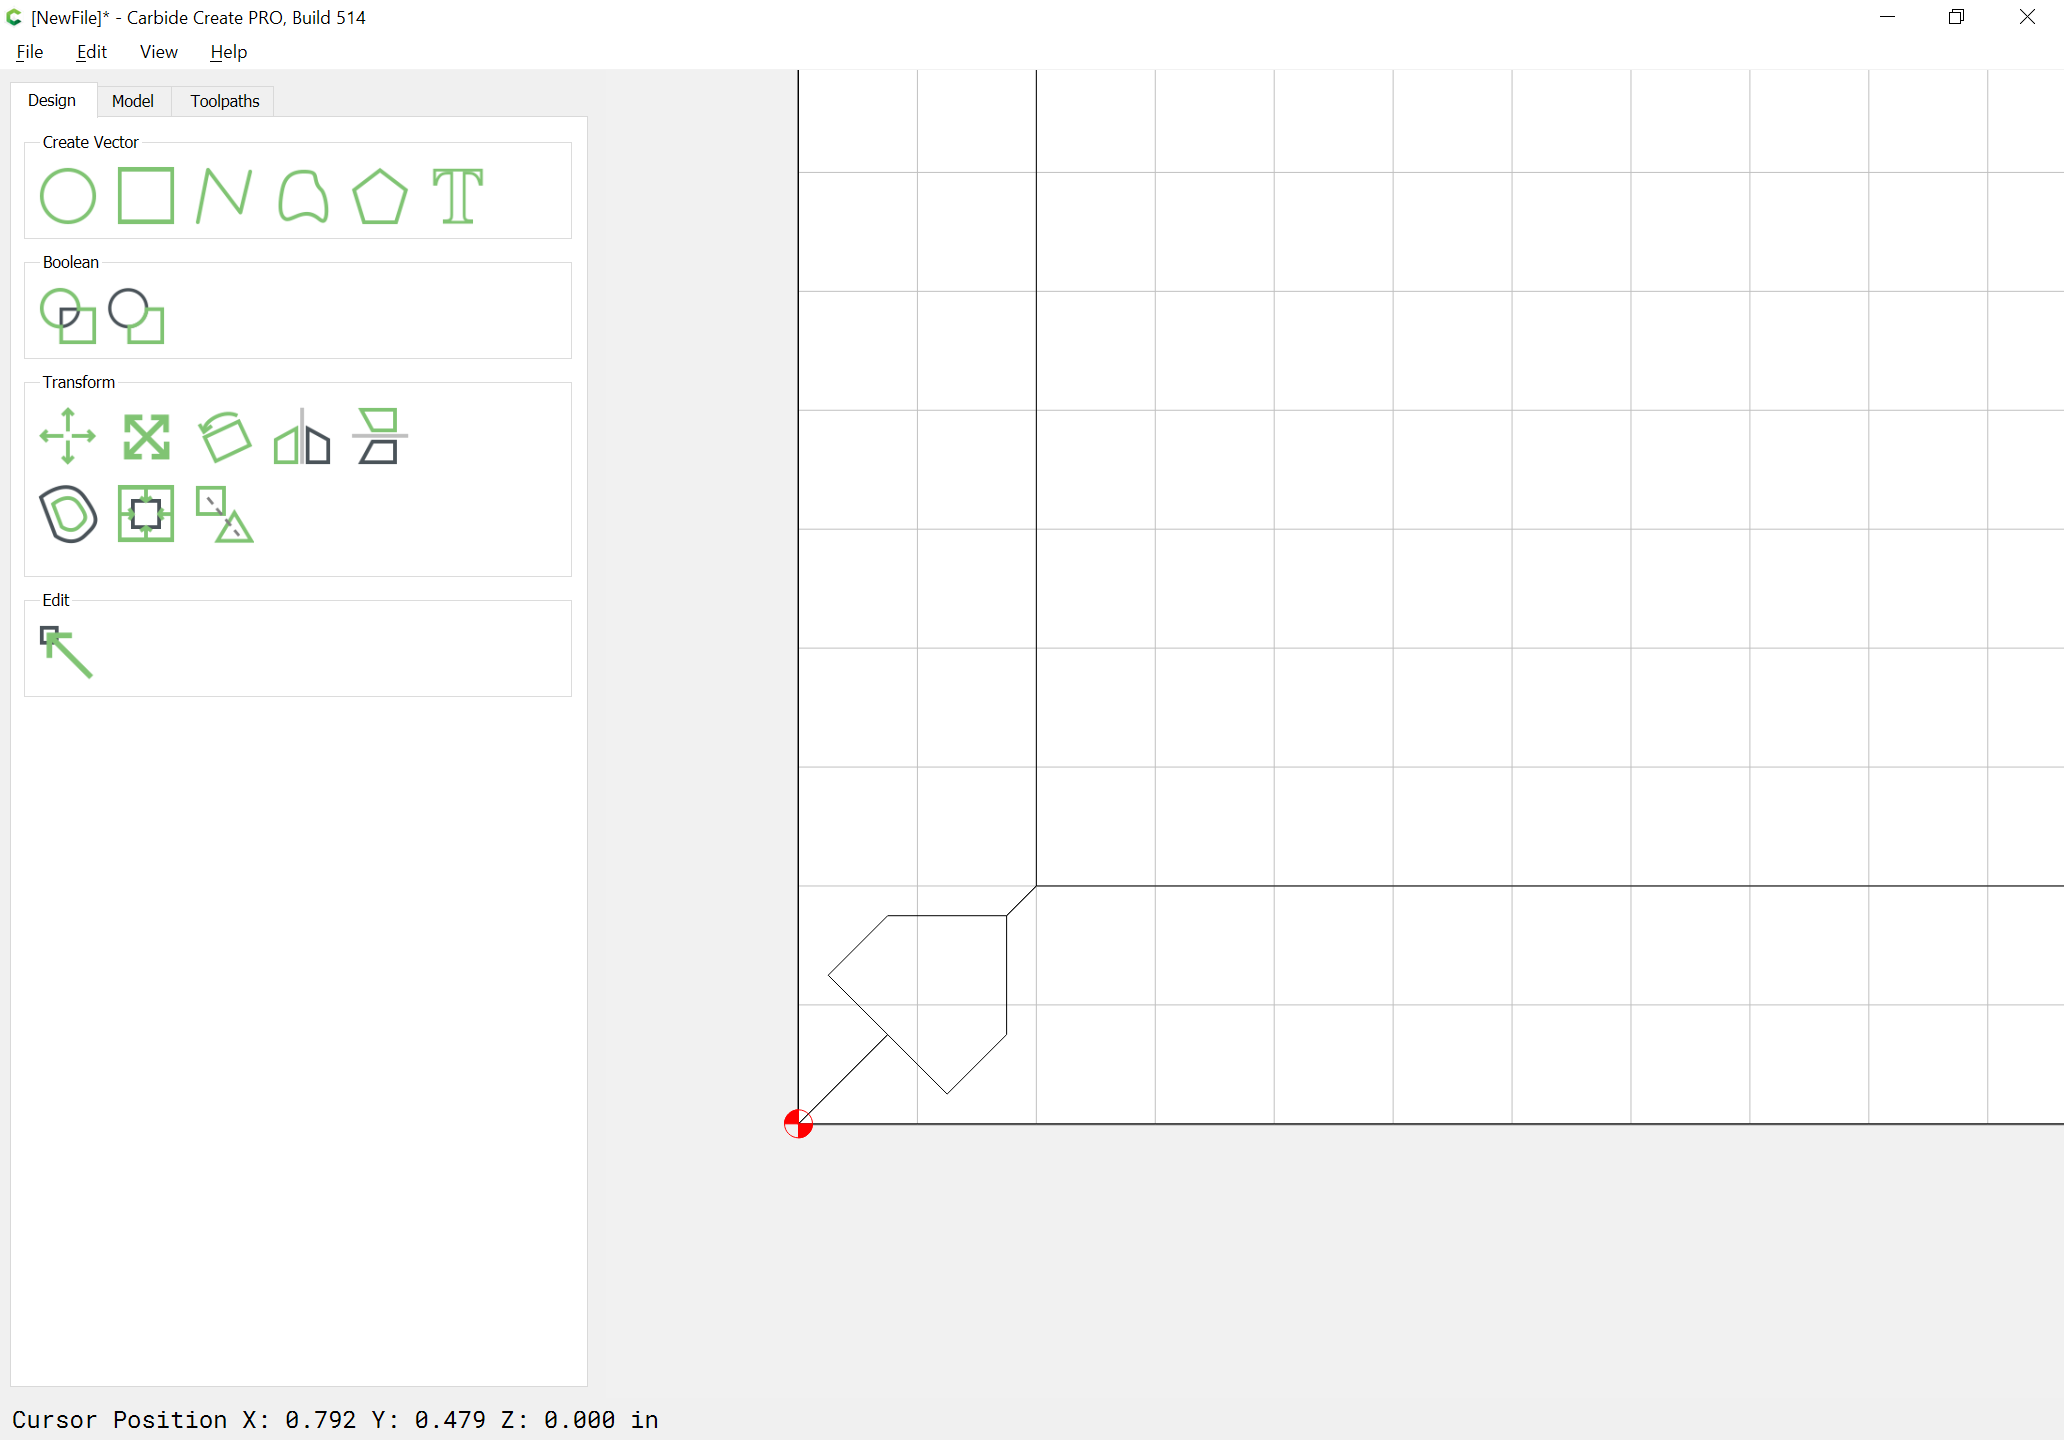 [NewFile]* - Carbide Create PRO, Build 514
File Edit View Help
Design Model Toolpaths
Create Vector
T
Boolean
Transform
Edit
Cursor Position X: 0.792 Y: 0.479 Z: 0.000 in